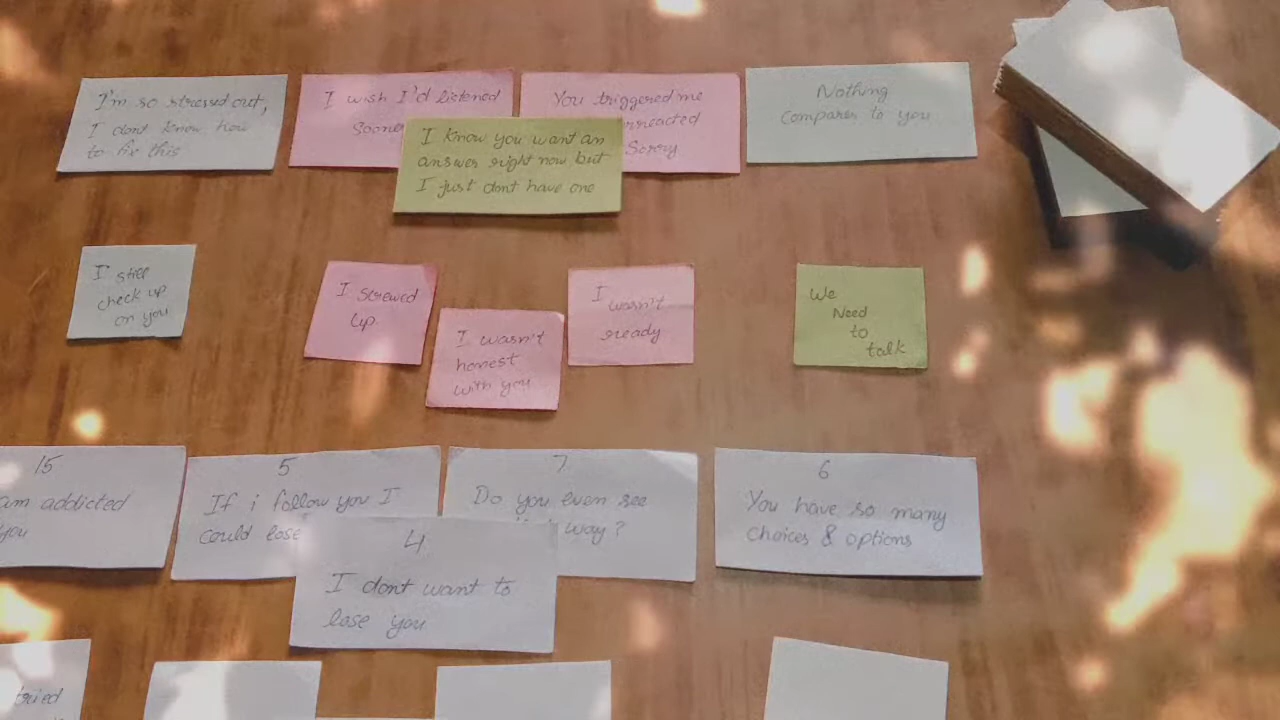 I'm so stressed out,
I dont know how
to fix this
I wish I'd listened
Sooner
You triggered me
Sorry
I know you want an
answer right now but
I just dont have one
Nothing
Compares to you
I still
check up
on you
I screwed
Up
I wasn't
honest
with you
I
wasn't
ready
We
Need
to
talk
15
am addicted
you
5
If i follow you I
could lose
7
Do you even see
way?
4
I dont want to
lose you
6
You have so many
choices & options
tried